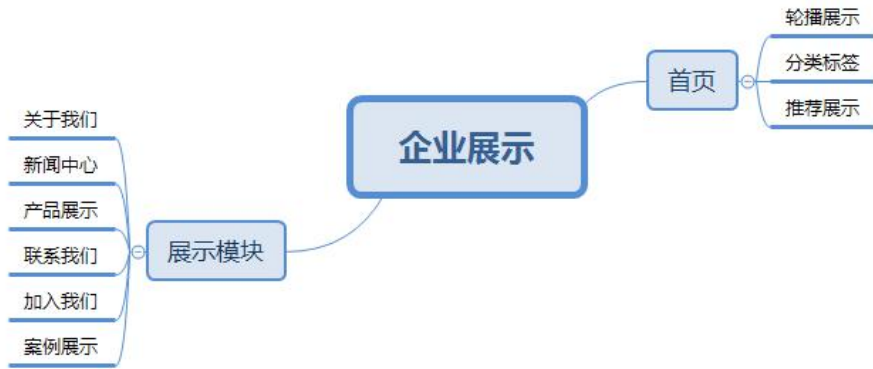 企业展示
首页
轮播展示
分类标签
推荐展示
展示模块
关于我们
新闻中心
产品展示
联系我们
加入我们
案例展示